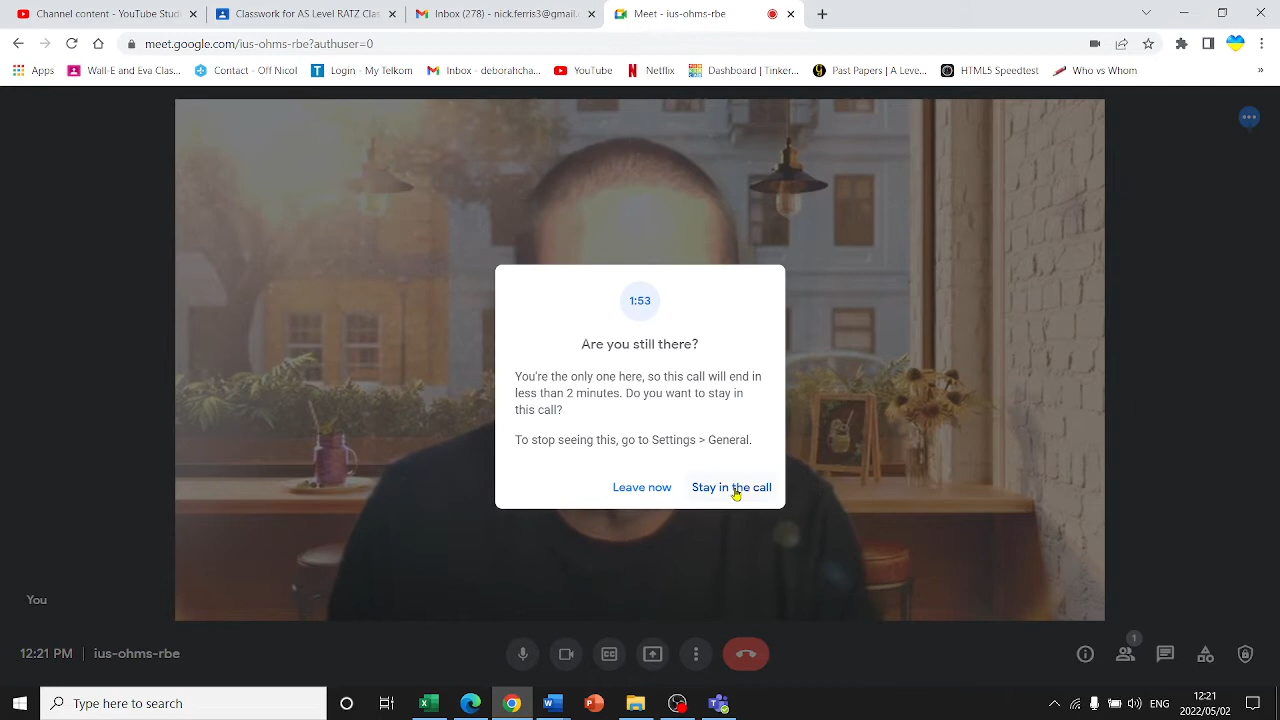 Channel content - YouTube Studi
Classwork for AS Level RATZ Clas
Inbox (278) - nick.ferris3@gmail.c
Meet - ius-ohms-rbe
meet.google.com/ius-ohms-rbe?authuser=0
Apps
Wall-E and Eva Clas...
Contact - Off Nicol
Login - My Telkom
Inbox - deborahcha...
YouTube
Netflix
Dashboard | Tinker...
Past Papers | A Leve...
HTML5 Speedtest
Who vs Whom
»
1:53
Are you still there?
You're the only one here, so this call will end in
less than 2 minutes. Do you want to stay in
this call?
To stop seeing this, go to Settings > General.
Leave now
Stay in the call
You
12:21 PM | ius-ohms-rbe
CC
1
Type here to search
ENG
12:21
2022/05/02